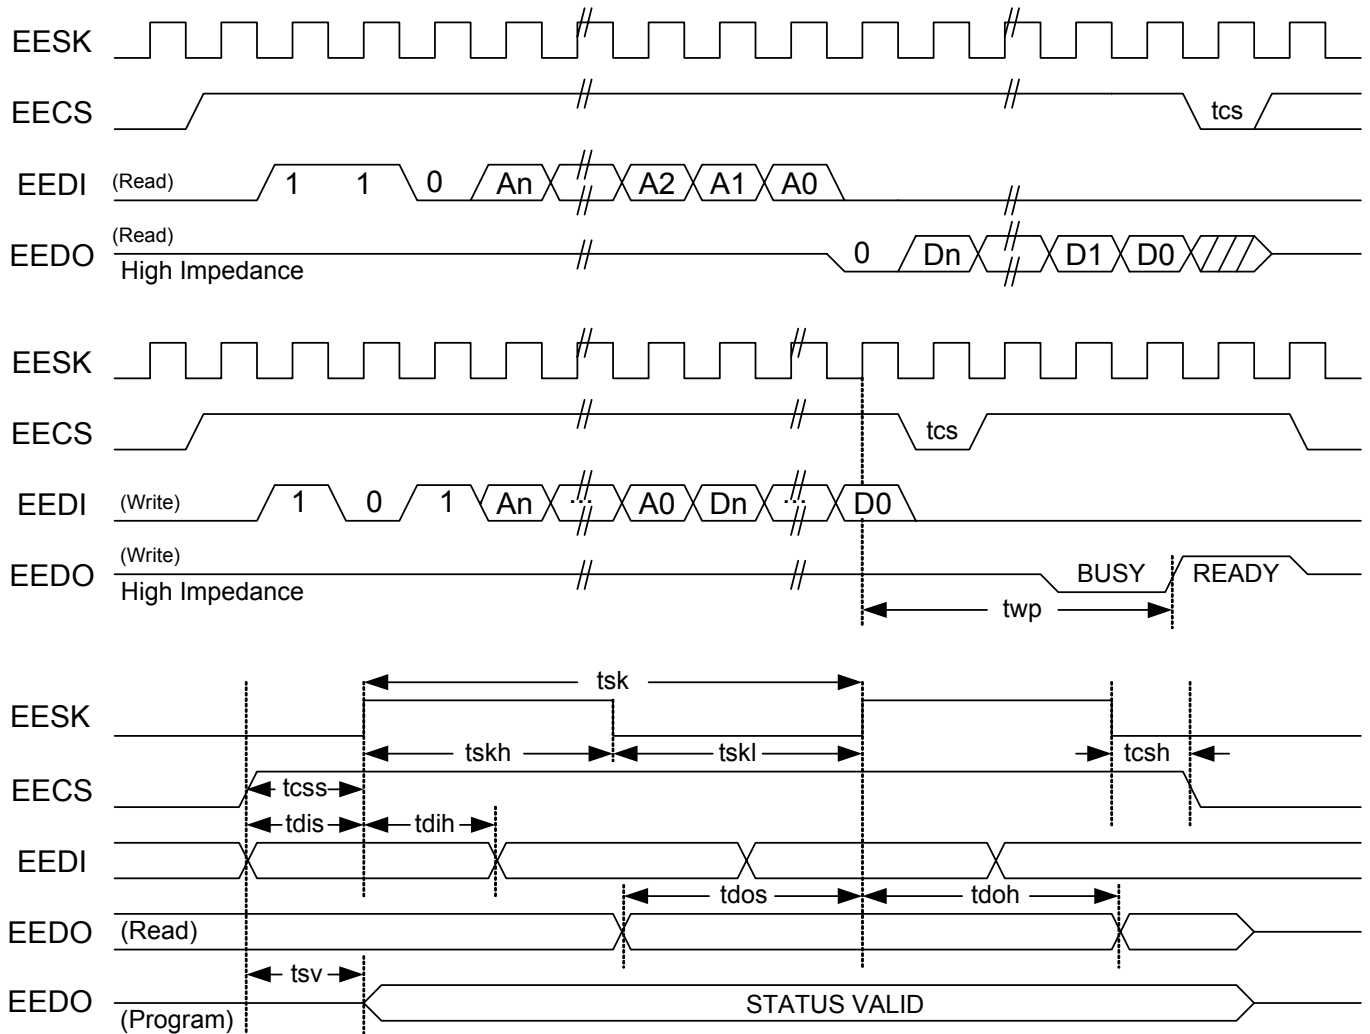 EESK
EECS tcs
EEDI (Read) 1 1 0 An A2 A1 A0
EEDO (Read) High Impedance 0 Dn D1 D0
EESK
EECS tcs
EEDI (Write) 1 0 1 An ... A0 Dn ... D0
EEDO (Write) High Impedance BUSY READY
twp
tsk
EESK
tskh tskl tcsh
EECS tcss
tdis tdih
EEDI
tdos tdoh
EEDO (Read)
tsv
EEDO (Program) STATUS VALID